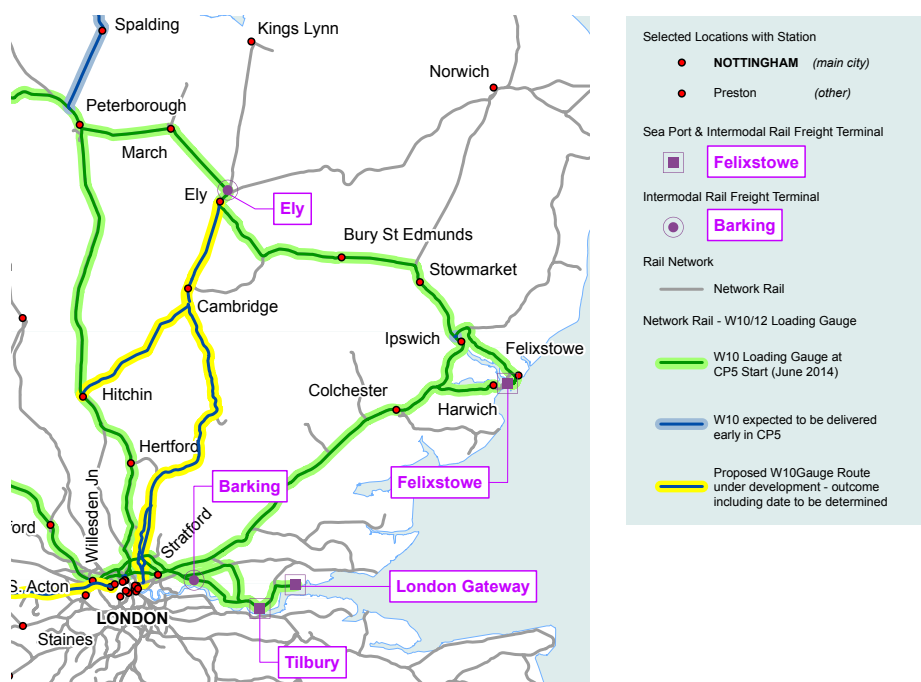 Spalding
Kings Lynn
Norwich
Peterborough
March
Ely
Ely
Bury St Edmunds
Stowmarket
Cambridge
Ipswich
Felixstowe
Hitchin
Colchester
Harwich
Hertford
Willesden Jn
Barking
Felixstowe
Stratford
ford
S. Acton
London Gateway
LONDON
Staines
Tilbury
Selected Locations with Station
NOTTINGHAM (main city)
Preston (other)
Sea Port & Intermodal Rail Freight Terminal
Felixstowe
Intermodal Rail Freight Terminal
Barking
Rail Network
Network Rail
Network Rail - W10/12 Loading Gauge
W10 Loading Gauge at
CP5 Start (June 2014)
W10 expected to be delivered
early in CP5
Proposed W10Gauge Route
under development - outcome
including date to be determined